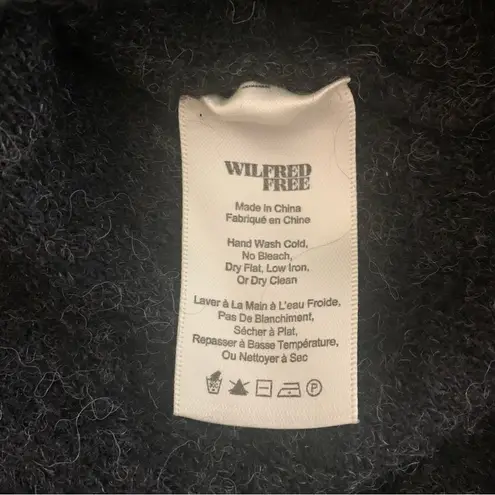 WILFRED
FREE
Made In China
Fabriqué en Chine
Hand Wash Cold,
No Bleach,
Dry Flat, Low Iron,
Or Dry Clean
Laver à La Main à L'eau Froide,
Pas De Blanchiment,
Sécher à Plat,
Repasser à Basse Température,
Ou Nettoyer à Sec
P